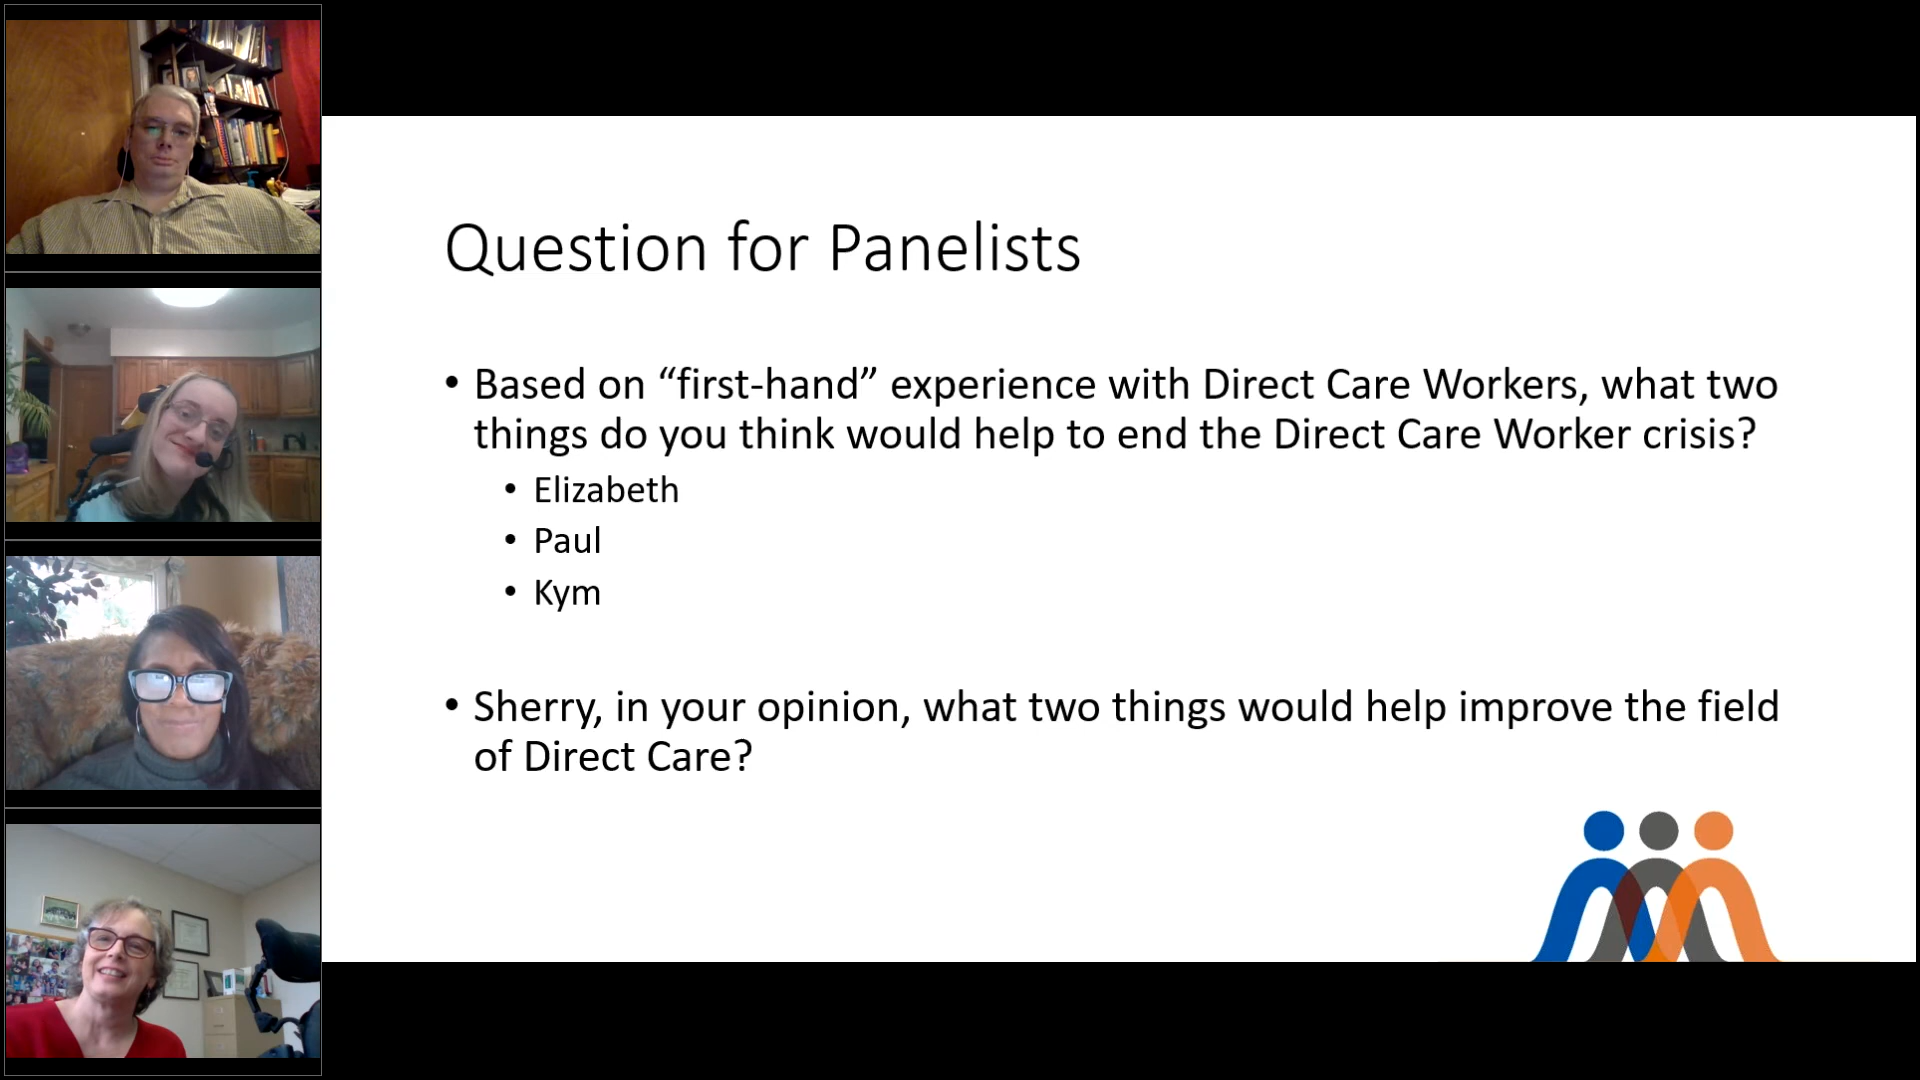 Question for Panelists
• Based on “first-hand” experience with Direct Care Workers, what two
things do you think would help to end the Direct Care Worker crisis?
• Elizabeth
• Paul
• Kym
• Sherry, in your opinion, what two things would help improve the field
of Direct Care?